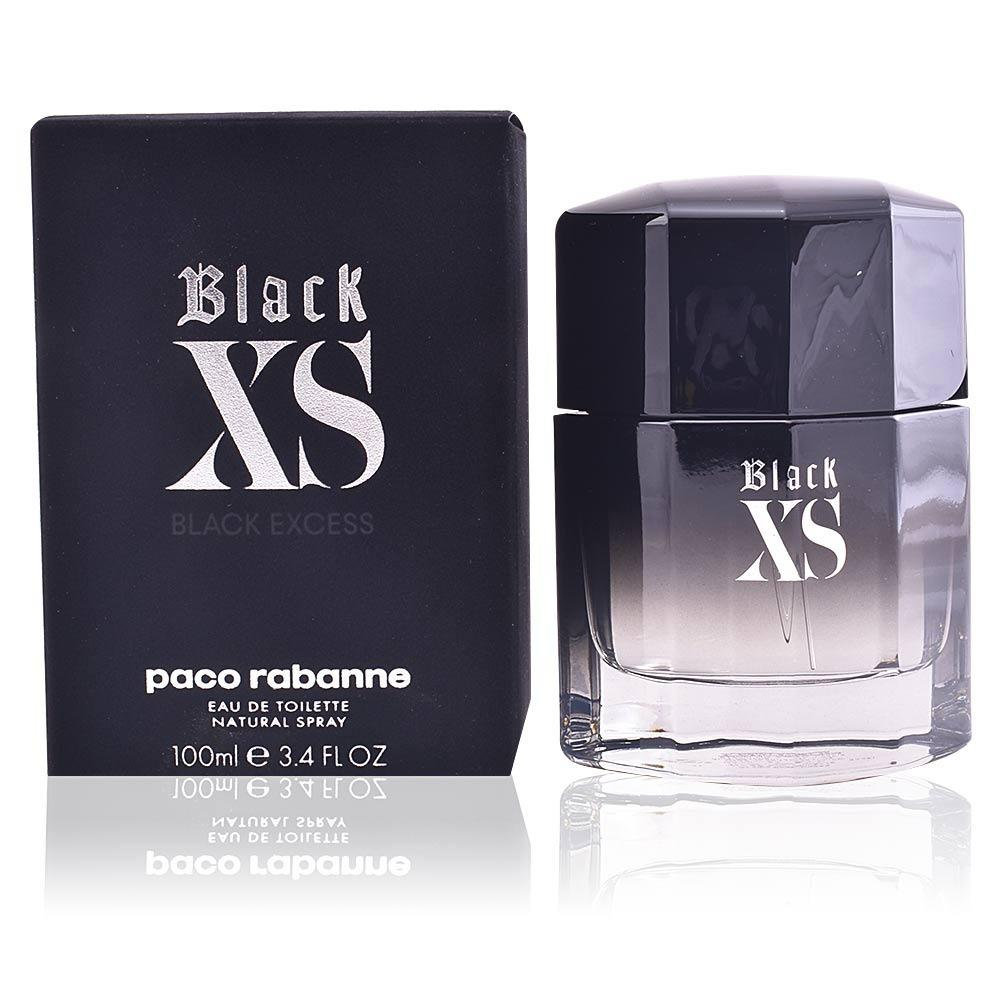 Black
XS
BLACK EXCESS
paco rabanne
EAU DE TOILETTE
NATURAL SPRAY
100ml e 3.4 FL OZ
Black
XS